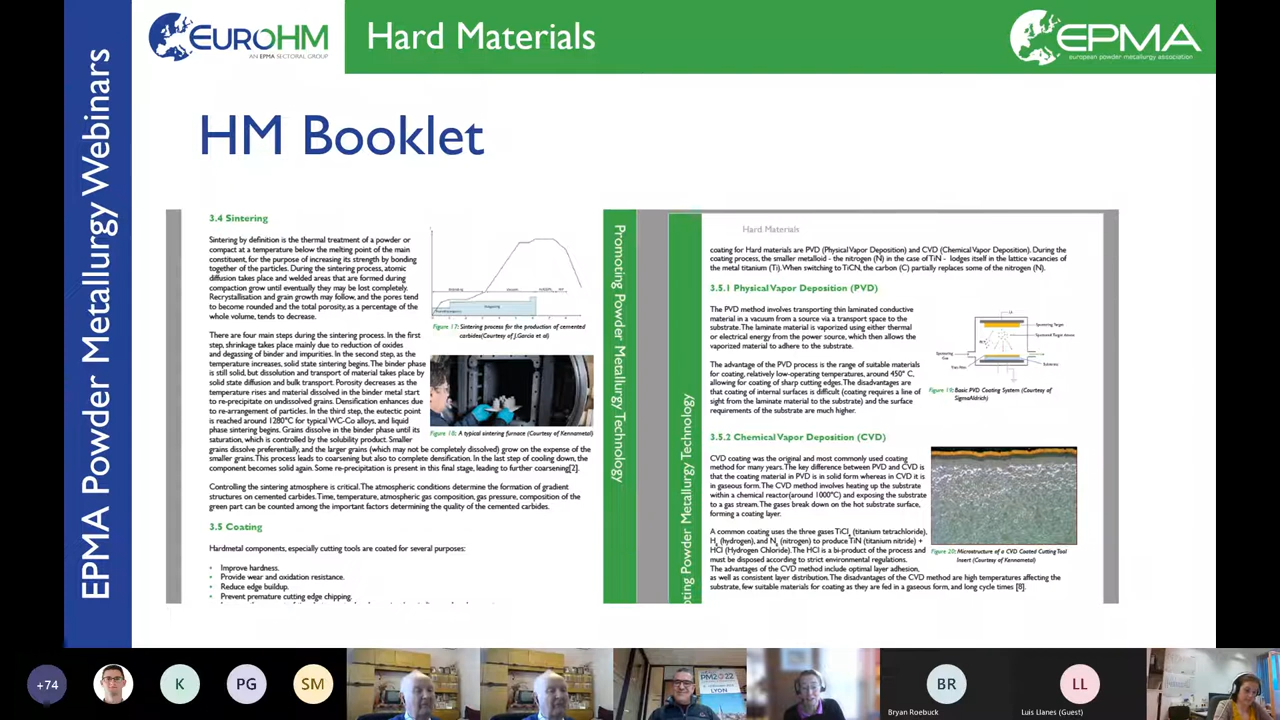 EPMA Powder Metallurgy Webinars
EUROHM
AN EPMA SECTORAL GROUP
Hard Materials
EPMA
european powder metallurgy association
HM Booklet
3.4 Sintering
Sintering by definition is the thermal treatment of a powder or
compact at a temperature below the melting point of the main
constituent, for the purpose of increasing its strength by bonding
together of the particles. During the sintering process, atomic
diffusion takes place and welded areas that are formed during
compaction grow until eventually they may be lost completely.
Recrystallisation and grain growth may follow, and the pores tend
to become rounded and the total porosity, as a percentage of the
whole volume, tends to decrease.
Figure 17: Sintering process for the production of cemented
carbides(Courtesy of J.Garcia et al)
There are four main steps during the sintering process. In the first
step, shrinkage takes place mainly due to reduction of oxides
and degassing of binder and impurities. In the second step, as the
temperature increases, solid state sintering begins. The binder phase
is still solid, but dissolution and transport of material takes place by
solid state diffusion and bulk transport. Porosity decreases as the
temperature rises and material dissolved in the binder metal start
to re-precipitate on undissolved grains. Densification enhances due
to re-arrangement of particles. In the third step, the eutectic point
is reached around 1280°C for typical WC-Co alloys, and liquid
phase sintering begins. Grains dissolve in the binder phase until its
saturation, which is controlled by the solubility product. Smaller
grains dissolve preferentially, and the larger grains (which may not be completely dissolved) grow on the expense of the
smaller grains. This process leads to coarsening but also to complete densification. In the last step of cooling down, the
component becomes solid again. Some re-precipitation is present in this final stage, leading to further coarsening[2].
Figure 18: A typical sintering furnace (Courtesy of Kennametal)
Controlling the sintering atmosphere is critical. The atmospheric conditions determine the formation of gradient
structures on cemented carbides. Time, temperature, atmospheric gas composition, gas pressure, composition of the
green part can be counted among the important factors determining the quality of the cemented carbides.
3.5 Coating
Hardmetal components, especially cutting tools are coated for several purposes:
• Improve hardness.
• Provide wear and oxidation resistance.
• Reduce edge buildup.
• Prevent premature cutting edge chipping.
Promoting Powder Metallurgy Technology
oting Powder Metallurgy Technology
Hard Materials
coating for Hard materials are PVD (Physical Vapor Deposition) and CVD (Chemical Vapor Deposition). During the
coating process, the smaller metalloid - the nitrogen (N) in the case of TiN - lodges itself in the lattice vacancies of
the metal titanium (Ti). When switching to TiCN, the carbon (C) partially replaces some of the nitrogen (N).
3.5.1 Physical Vapor Deposition (PVD)
The PVD method involves transporting thin laminated conductive
material in a vacuum from a source via a transport space to the
substrate. The laminate material is vaporized using either thermal
or electrical energy from the power source, which then allows the
vaporized material to adhere to the substrate.
The advantage of the PVD process is the range of suitable materials
for coating, relatively low-operating temperatures, around 450° C,
allowing for coating of sharp cutting edges. The disadvantages are
that coating of internal surfaces is difficult (coating requires a line of
sight from the laminate material to the substrate) and the surface
requirements of the substrate are much higher.
Sputtering Target
Sputtering
Gas
Substrate
Figure 19: Basic PVD Coating System (Courtesy of
SigmaAldrich)
3.5.2 Chemical Vapor Deposition (CVD)
CVD coating was the original and most commonly used coating
method for many years. The key difference between PVD and CVD is
that the coating material in PVD is in solid form whereas in CVD it is
in gaseous form. The CVD method involves heating up the substrate
within a chemical reactor(around 1000°C) and exposing the substrate
to a gas stream. The gases break down on the hot substrate surface,
forming a coating layer.
A common coating uses the three gases TiCl4 (titanium tetrachloride),
H2 (hydrogen), and N2 (nitrogen) to produce TiN (titanium nitride) +
HCl (Hydrogen Chloride). The HCl is a bi-product of the process and
must be disposed according to strict environmental regulations.
The advantages of the CVD method include optimal layer adhesion,
as well as consistent layer distribution. The disadvantages of the CVD method are high temperatures affecting the
substrate, few suitable materials for coating as they are fed in a gaseous form, and long cycle times [8].
Figure 20: Microstructure of a CVD Coated Cutting Tool
Insert (Courtesy of Kennametal)
+74
K
PG
SM
PM2022
LYON
BR
Bryan Roebuck
LL
Luis Llanes (Guest)